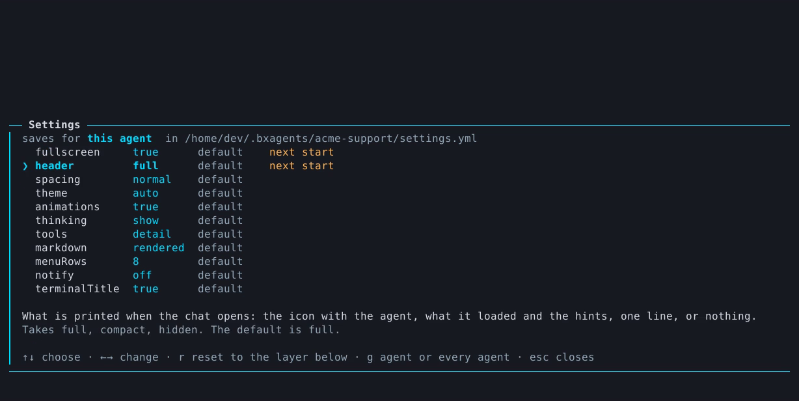 Settings
saves for this agent in /home/dev/.bxagents/acme-support/settings.yml
fullscreen true default next start
❯ header full default next start
spacing normal default
theme auto default
animations true default
thinking show default
tools detail default
markdown rendered default
menuRows 8 default
notify off default
terminalTitle true default
What is printed when the chat opens: the icon with the agent, what it loaded and the hints, one line, or nothing.
Takes full, compact, hidden. The default is full.
↑↓ choose · ←→ change · r reset to the layer below · g agent or every agent · esc closes